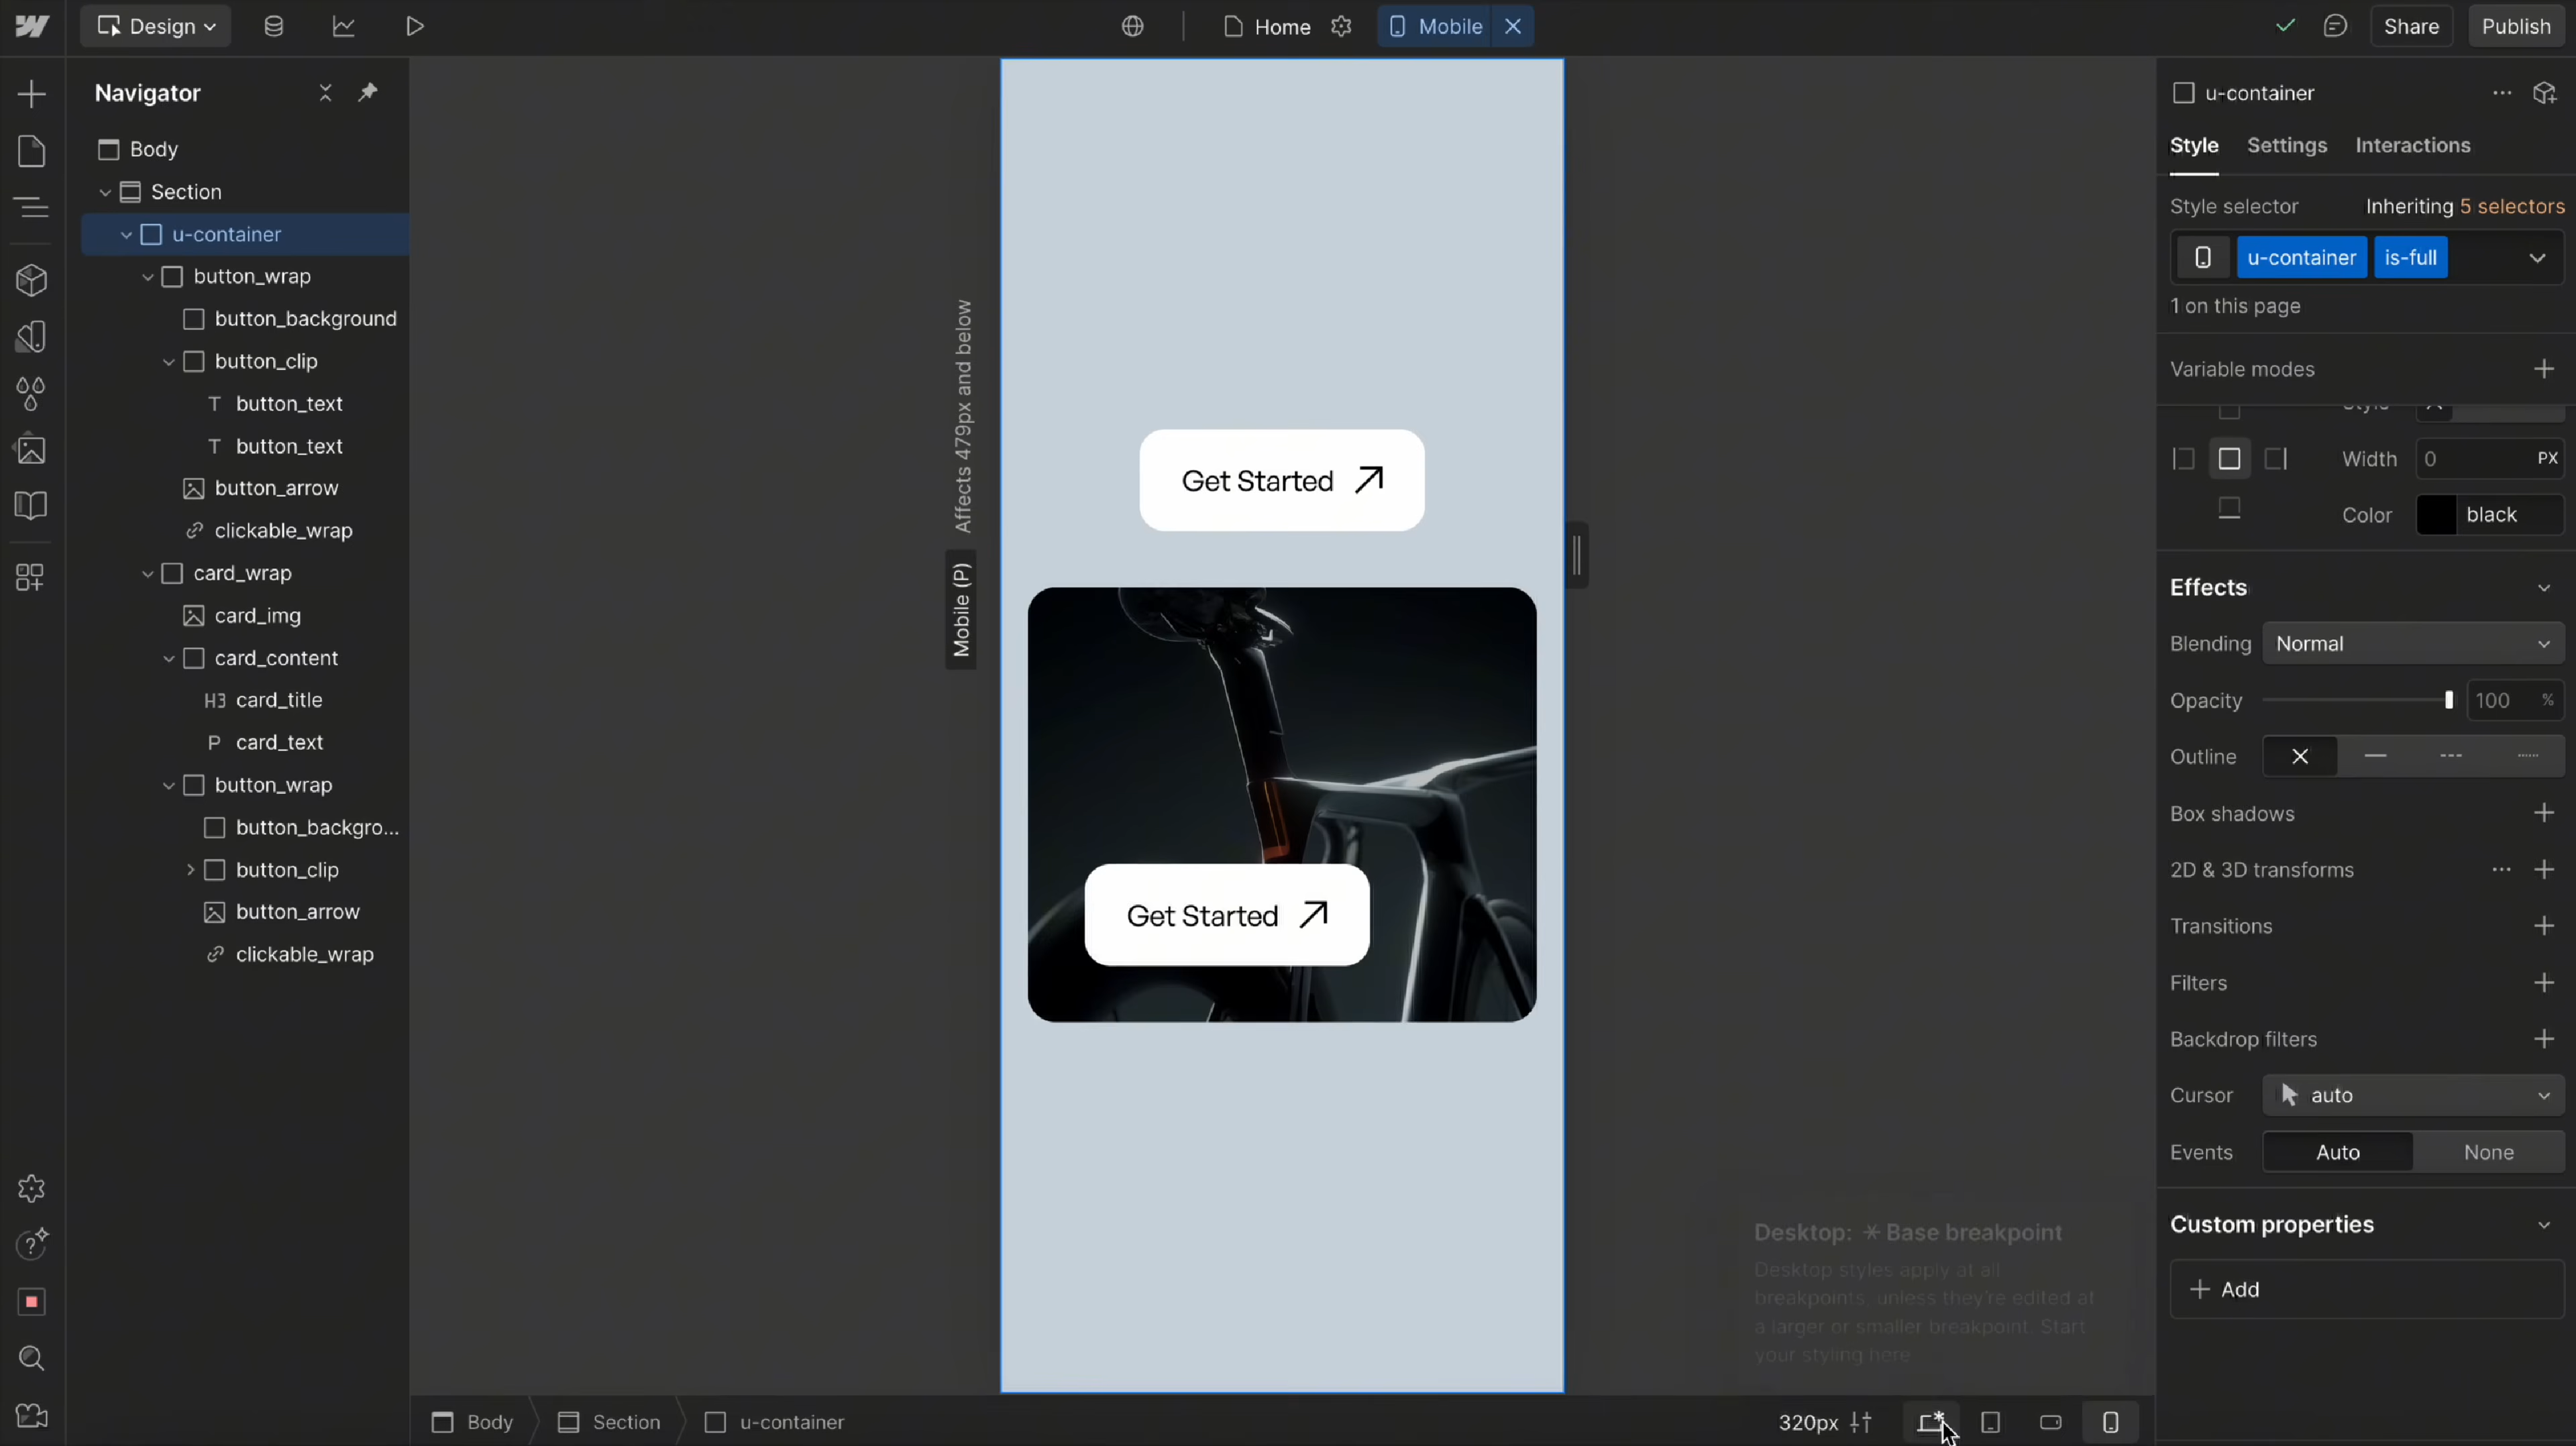 Design
Home
Mobile
Share
Publish
Navigator
Body
Section
u-container
button_wrap
button_background
button_clip
button_text
button_text
button_arrow
clickable_wrap
card_wrap
card_img
card_content
H3 card_title
P card_text
button_wrap
button_backgro...
button_clip
button_arrow
clickable_wrap
Affects 479px and below
Mobile (P)
Get Started
Get Started
Desktop: * Base breakpoint
Desktop styles apply at all
breakpoints, unless they're edited at
a larger or smaller breakpoint. Start
your styling here
Body
Section
u-container
320px
u-container
Style Settings Interactions
Style selector Inheriting 5 selectors
u-container is-full
1 on this page
Variable modes
Style
Width 0 PX
Color black
Effects
Blending Normal
Opacity 100 %
Outline
Box shadows
2D & 3D transforms
Transitions
Filters
Backdrop filters
Cursor auto
Events Auto None
Custom properties
Add